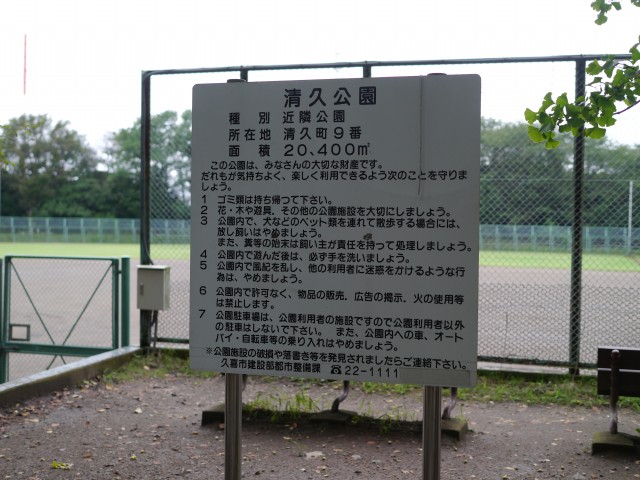 清久公園
種別 近隣公園
所在地 清久町9番
面積 20,400㎡
この公園は、みなさんの大切な財産です。
だれもが気持ちよく、楽しく利用できるよう次のことを守りま
しょう。
1 ゴミ類は持ち帰って下さい。
2 花・木や遊具、その他の公園施設を大切にしましょう。
3 公園内で、犬などのペット類を連れて散歩する場合には、
放し飼いはやめましょう。
また、糞等の始末は飼い主が責任を持って処理しましょう。
4 公園内で遊んだ後は、必ず手を洗いましょう。
5 公園内で風紀を乱し、他の利用者に迷惑をかけるような行
為は、やめましょう。
6 公園内で許可なく、物品の販売、広告の掲示、火の使用等
は禁止します。
7 公園駐車場は、公園利用者の施設ですので公園利用者以外
の駐車はしないで下さい。また、公園内への車、オート
バイ・自転車等の乗り入れはやめましょう。
※公園施設の破損や落書き等を発見されましたらご連絡下さい。
久喜市建設部都市整備課 ☎22-1111